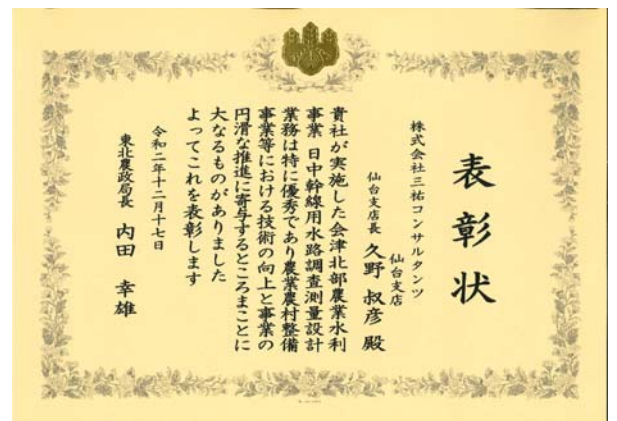 表彰状
株式会社三祐コンサルタンツ
仙台支店
仙台支店長 久野 叔彦 殿
貴社が実施した会津北部農業水利
事業 日中幹線用水路調査測量設計
業務は特に優秀であり農業農村整備
事業等における技術の向上と事業の
円滑な推進に寄与するところまことに
大なるものがありました
よってこれを表彰します
令和二年十二月十七日
東北農政局長 内田 幸雄